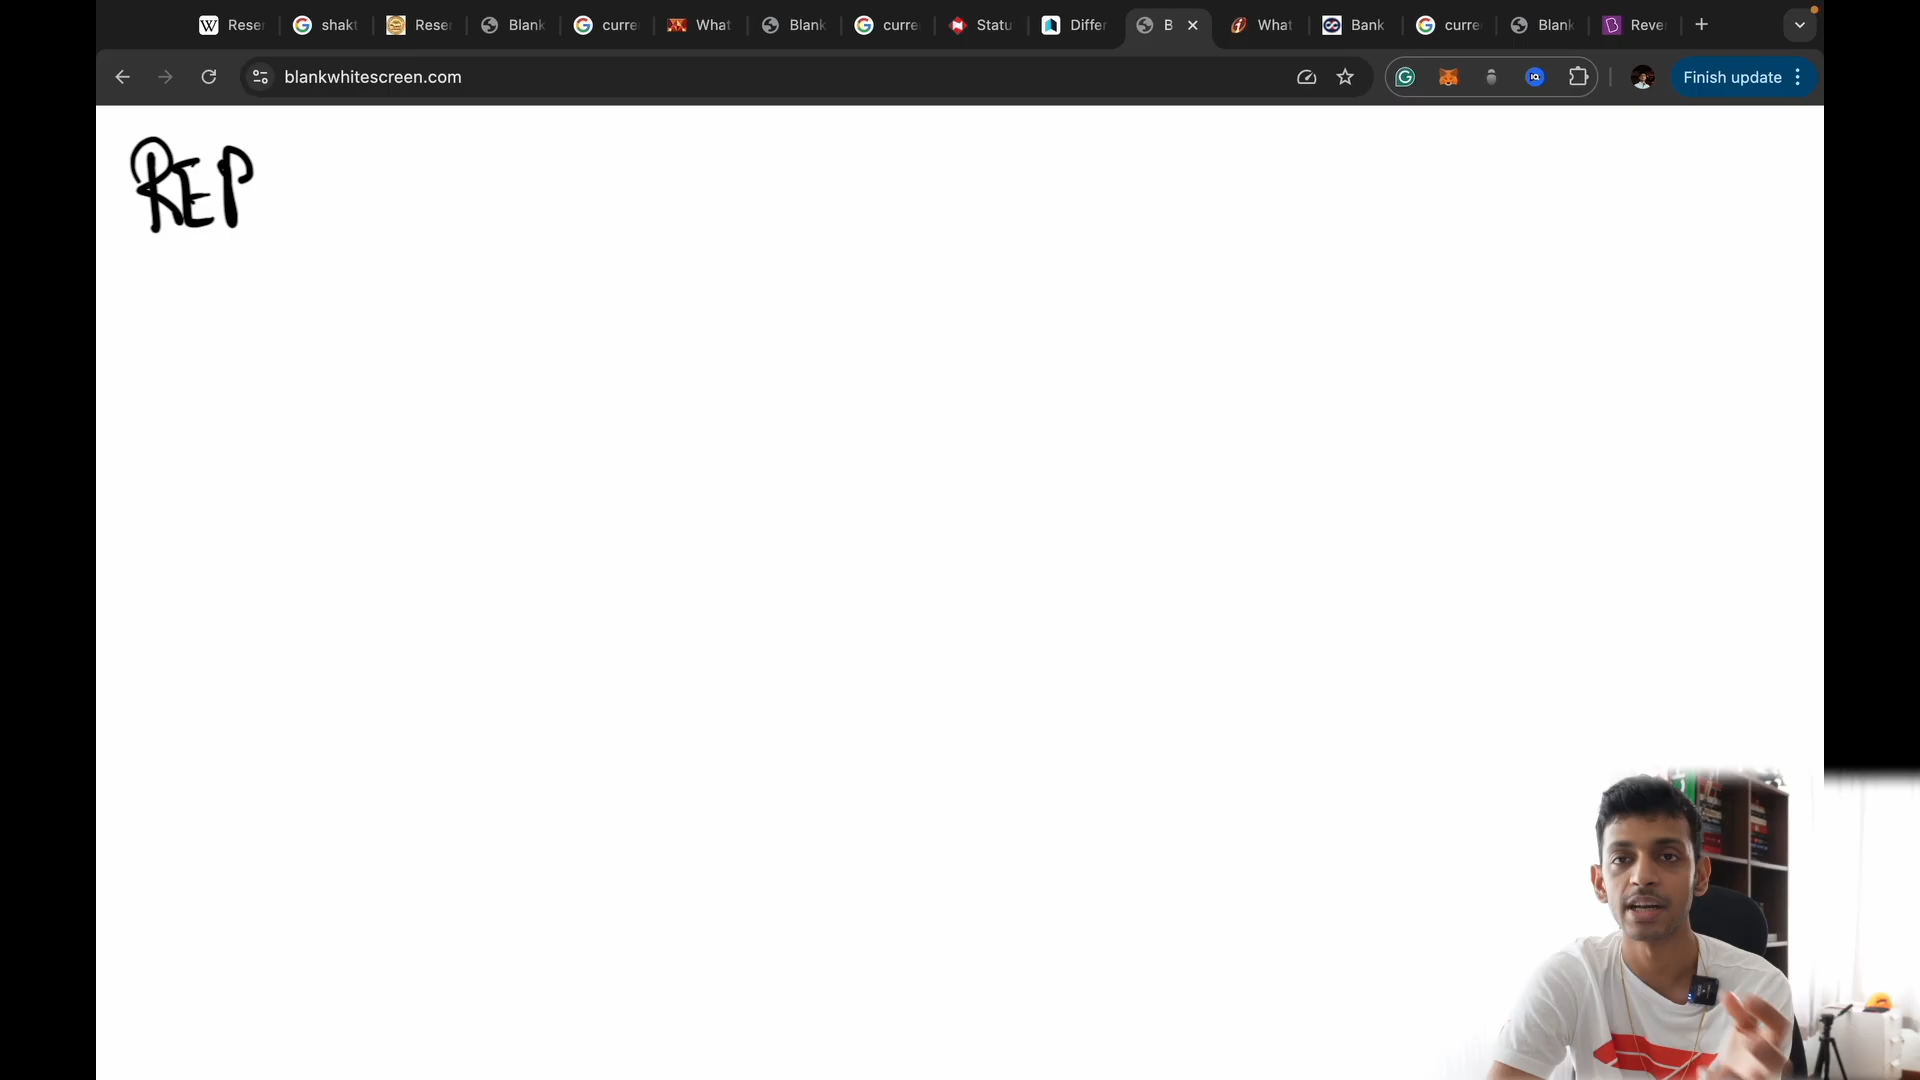 Reser shakt Reser Blank curre What Blank curre Statu Differ B What Bank curre Blank Reve
blankwhitescreen.com Finish update
REP